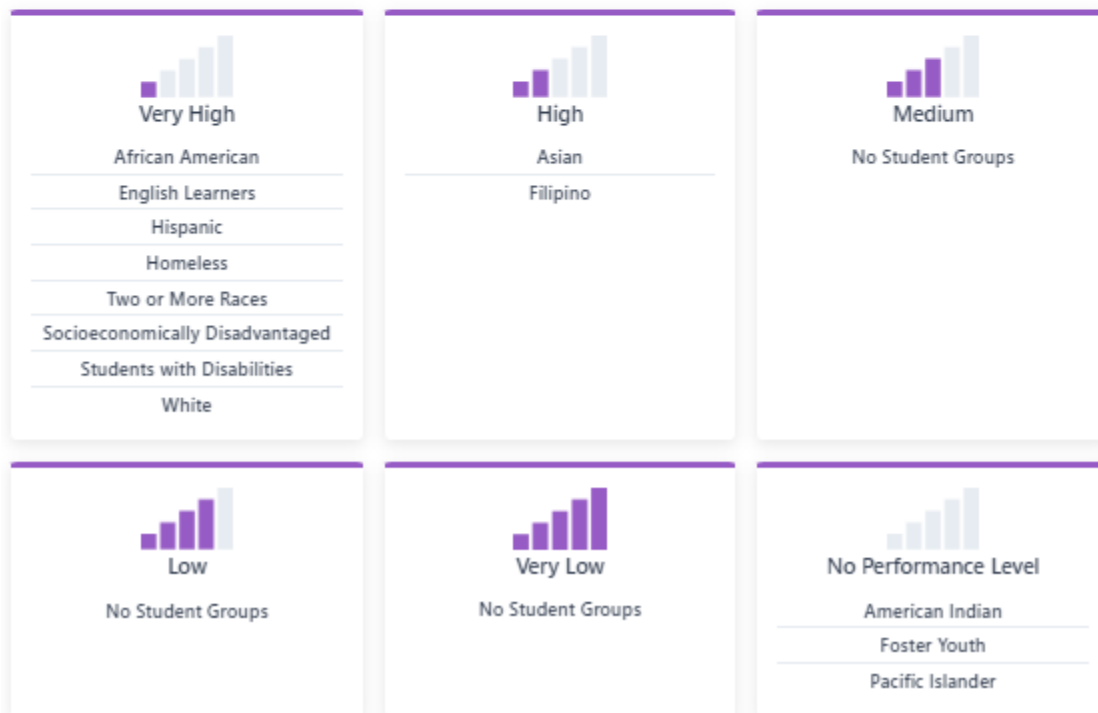 Very High
African American
English Learners
Hispanic
Homeless
Two or More Races
Socioeconomically Disadvantaged
Students with Disabilities
White
High
Asian
Filipino
Medium
No Student Groups
Low
No Student Groups
Very Low
No Student Groups
No Performance Level
American Indian
Foster Youth
Pacific Islander